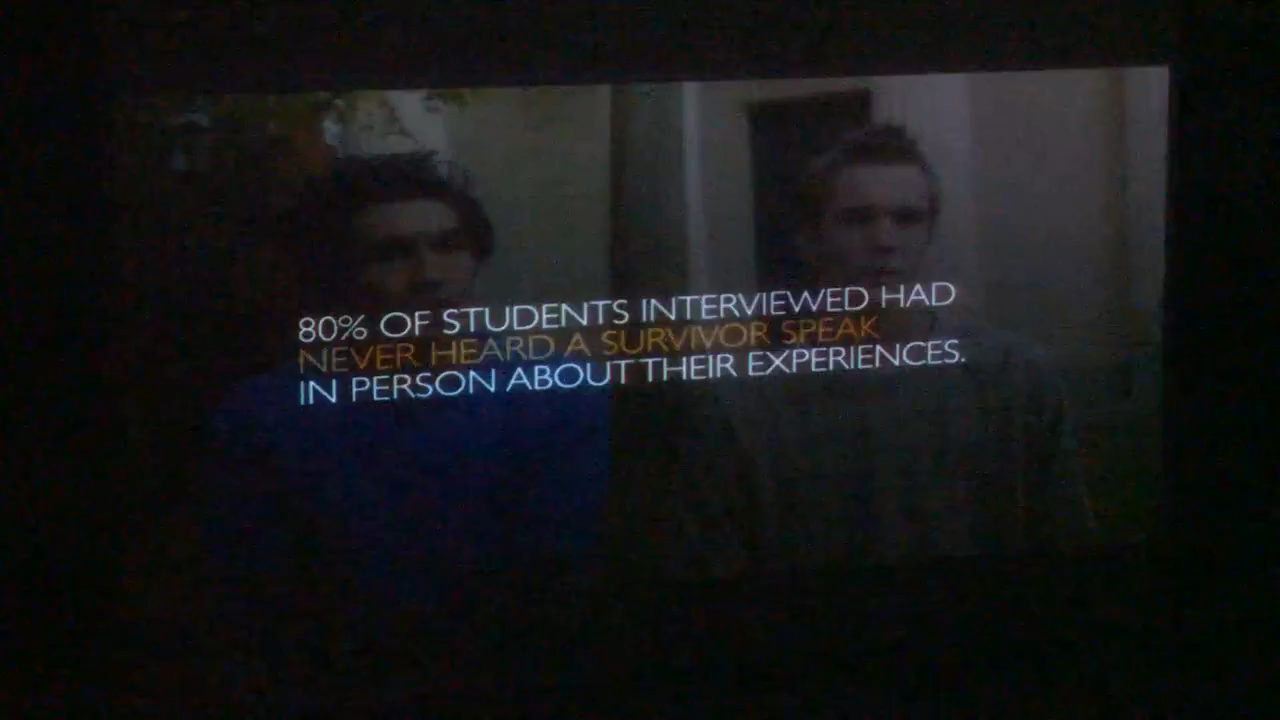 80% OF STUDENTS INTERVIEWED HAD
NEVER HEARD A SURVIVOR SPEAK
IN PERSON ABOUT THEIR EXPERIENCES.